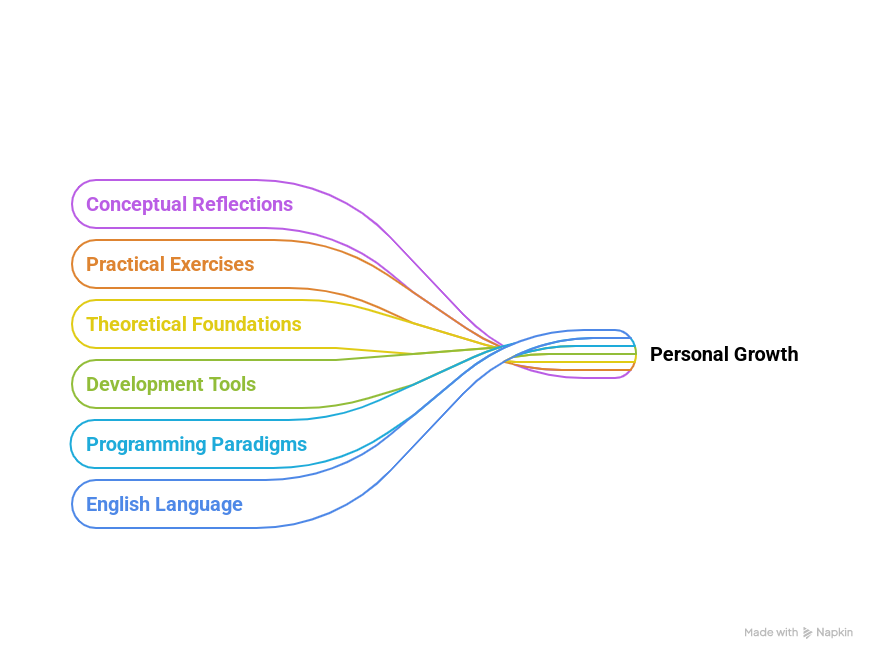 Conceptual Reflections
Practical Exercises
Theoretical Foundations
Development Tools
Programming Paradigms
English Language
Personal Growth
Made with Napkin